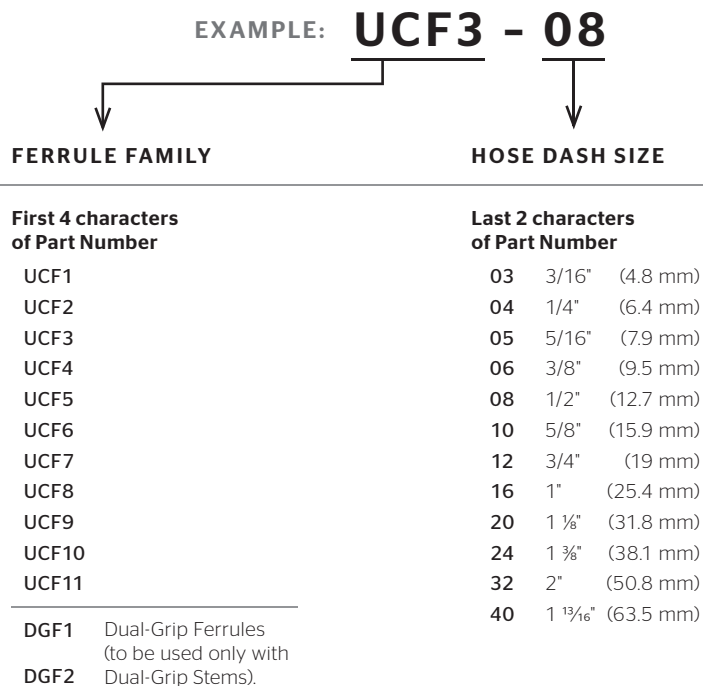 EXAMPLE: UCF3 – 08
FERRULE FAMILY
HOSE DASH SIZE
First 4 characters
of Part Number
UCF1
UCF2
UCF3
UCF4
UCF5
UCF6
UCF7
UCF8
UCF9
UCF10
UCF11
DGF1 Dual-Grip Ferrules
(to be used only with
DGF2 Dual-Grip Stems).
Last 2 characters
of Part Number
03 3/16" (4.8 mm)
04 1/4" (6.4 mm)
05 5/16" (7.9 mm)
06 3/8" (9.5 mm)
08 1/2" (12.7 mm)
10 5/8" (15.9 mm)
12 3/4" (19 mm)
16 1" (25.4 mm)
20 1 ⅛" (31.8 mm)
24 1 ⅜" (38.1 mm)
32 2" (50.8 mm)
40 1 ¹³⁄₁₆" (63.5 mm)